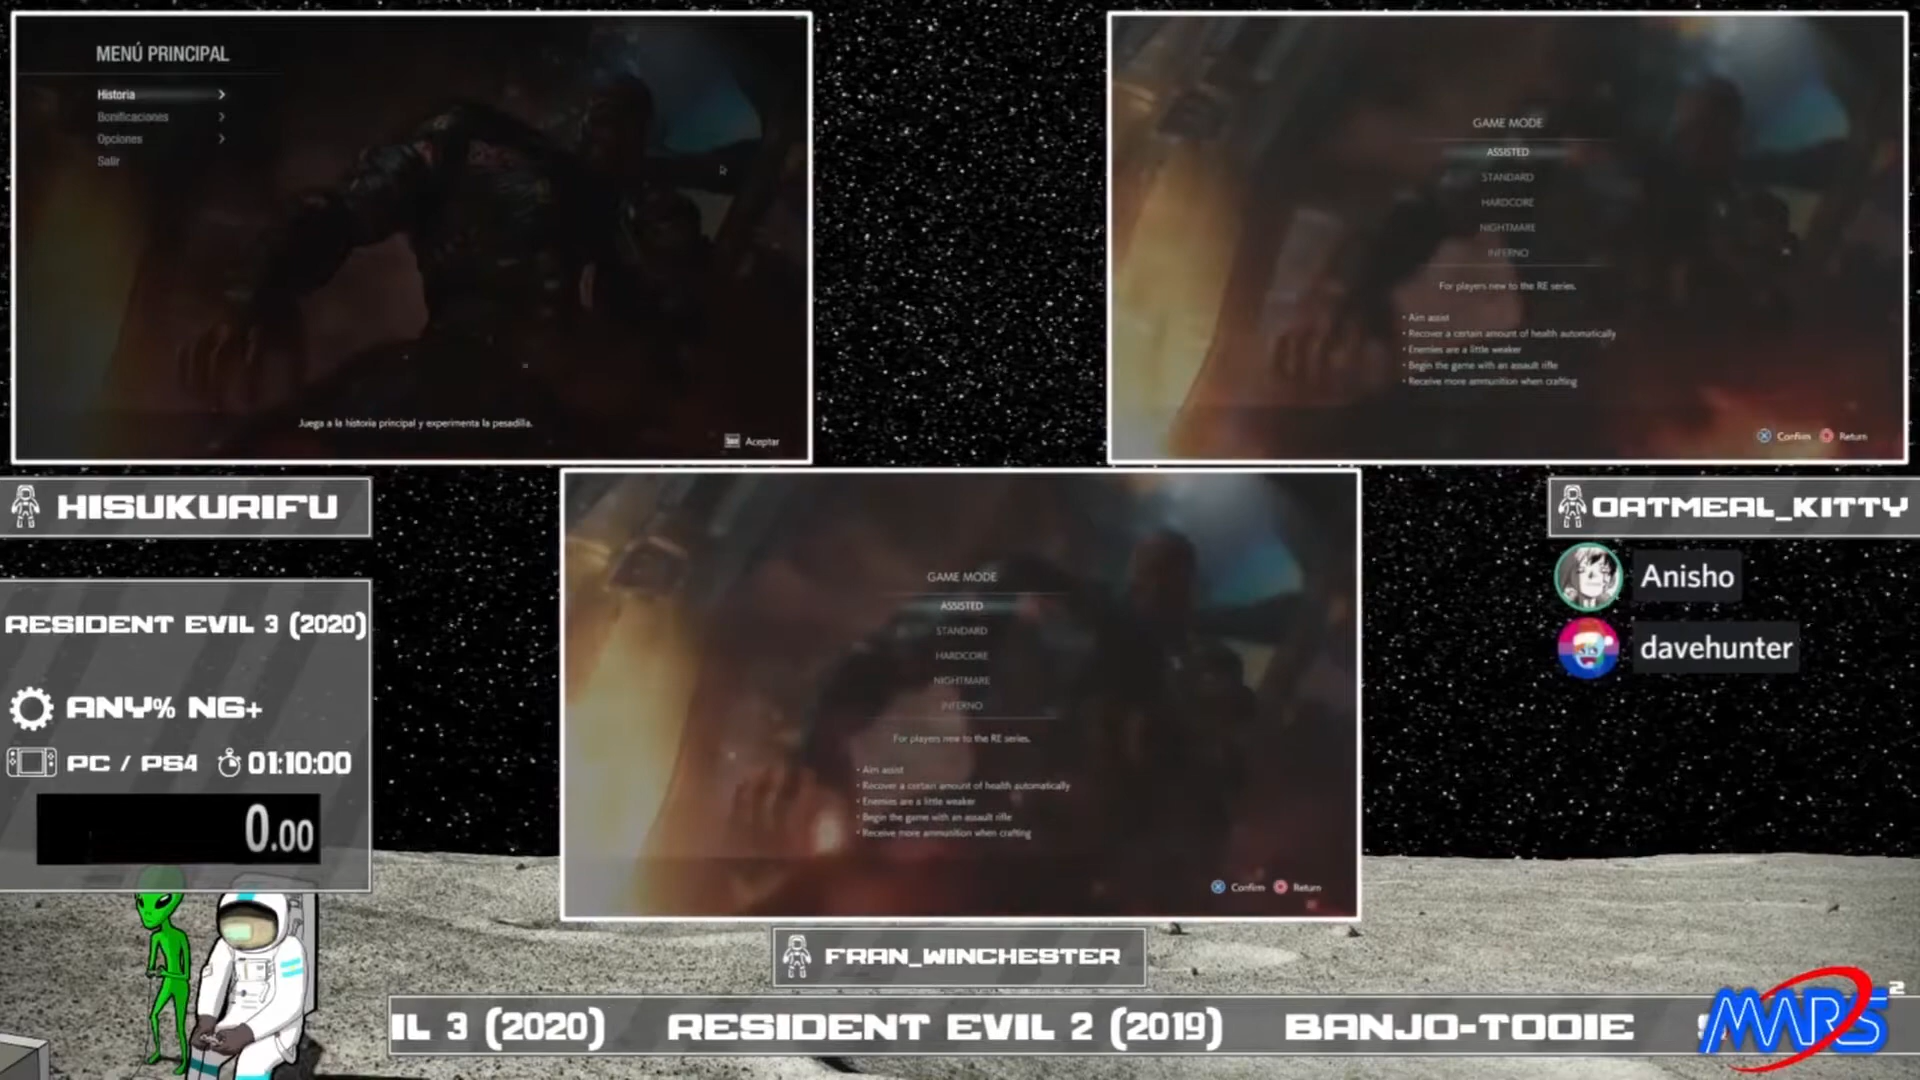 MENÚ PRINCIPAL
Historia
Bonificaciones
Opciones
Salir
Juega a la historia principal y experimenta la pesadilla.
Aceptar
GAME MODE
ASSISTED
STANDARD
HARDCORE
NIGHTMARE
INFERNO
For players new to the RE series.
• Aim assist
• Recover a certain amount of health automatically
• Enemies are a little weaker
• Begin the game with an assault rifle
• Receive more ammunition when crafting
Confirm Return
HISUKURIFU
OATMEAL_KITTY
Anisho
davehunter
RESIDENT EVIL 3 (2020)
ANY% NG+
PC / PS4 01:10:00
0.00
GAME MODE
ASSISTED
STANDARD
HARDCORE
NIGHTMARE
INFERNO
For players new to the RE series.
• Aim assist
• Recover a certain amount of health automatically
• Enemies are a little weaker
• Begin the game with an assault rifle
• Receive more ammunition when crafting
Confirm Return
FRAN_WINCHESTER
IL 3 (2020) RESIDENT EVIL 2 (2019) BANJO-TOOIE
MARS 2